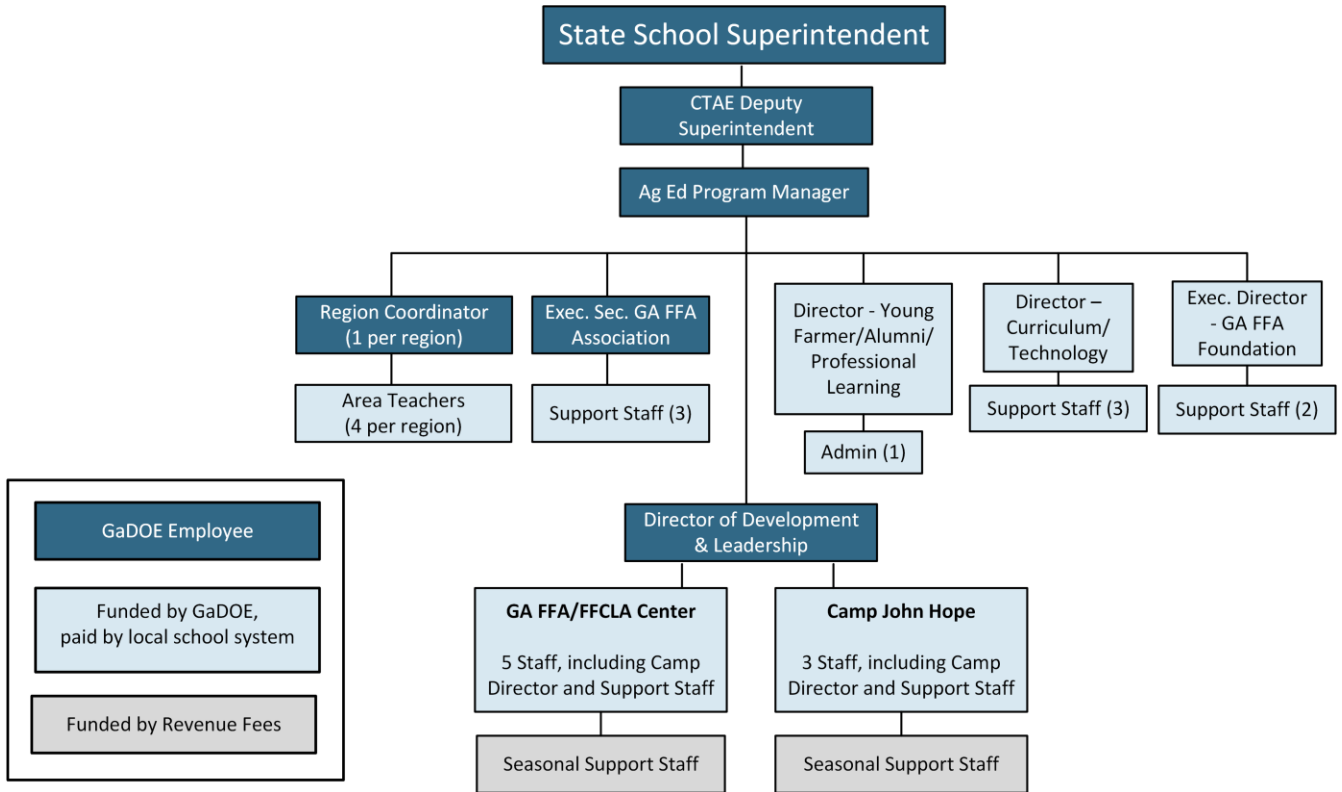 State School Superintendent
CTAE Deputy
Superintendent
Ag Ed Program Manager
Region Coordinator
(1 per region)
Exec. Sec. GA FFA
Association
Director - Young
Farmer/Alumni/
Professional
Learning
Director –
Curriculum/
Technology
Exec. Director
- GA FFA
Foundation
Area Teachers
(4 per region)
Support Staff (3)
Admin (1)
Support Staff (3)
Support Staff (2)
GaDOE Employee
Funded by GaDOE,
paid by local school system
Funded by Revenue Fees
Director of Development
& Leadership
GA FFA/FFCLA Center
5 Staff, including Camp
Director and Support Staff
Camp John Hope
3 Staff, including Camp
Director and Support Staff
Seasonal Support Staff
Seasonal Support Staff